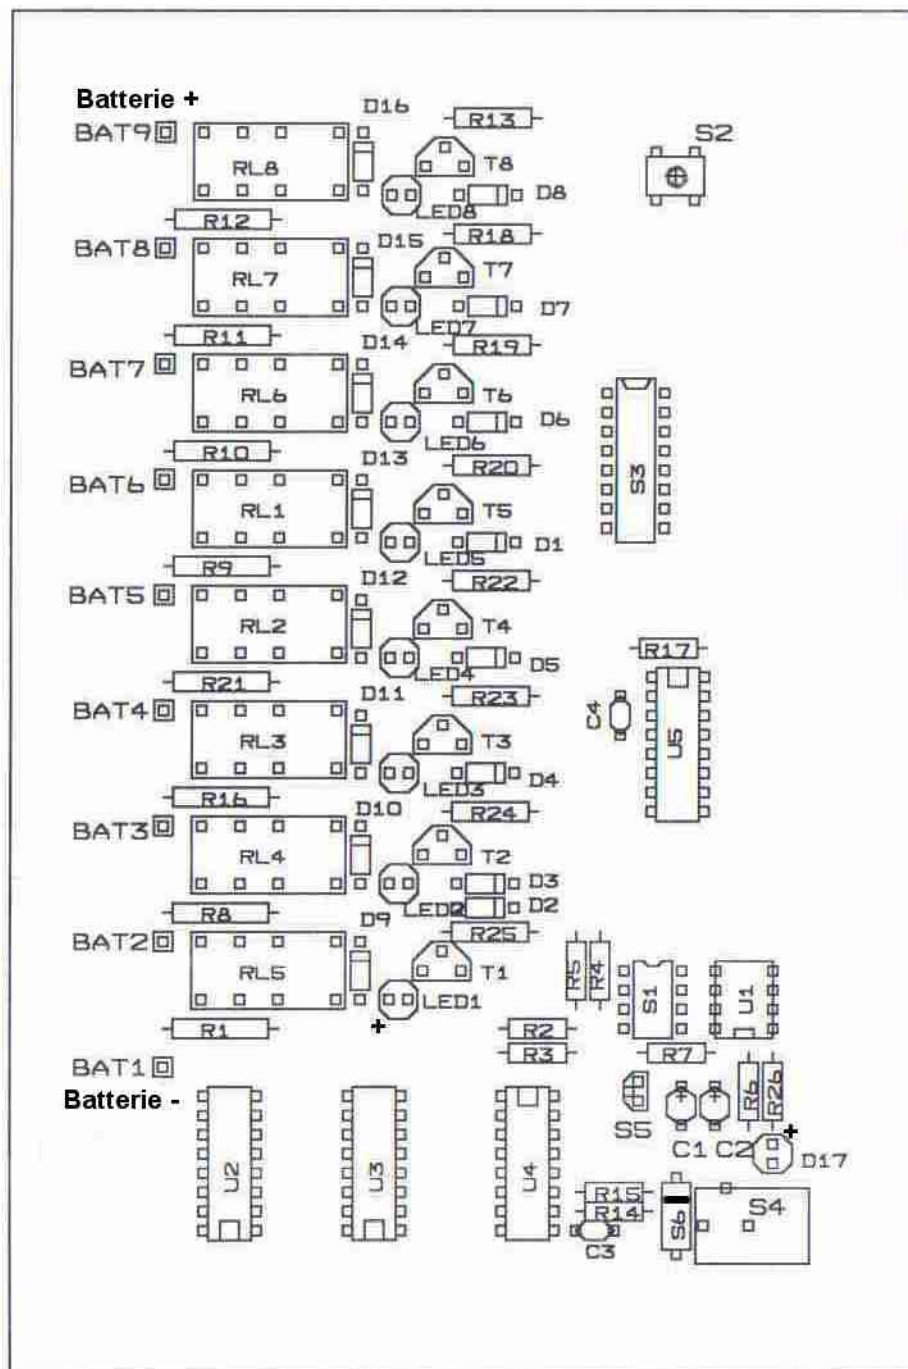 Batterie +
D16
R13
BAT9
S2
RL8
T8
D8
LED8
R12
R18
D15
BAT8
T7
RL7
D7
LED7
R11
D14
R19
BAT7
RL6
T6
D6
LED6
R10
D13
R20
BAT6
S3
RL1
T5
D1
LED5
R9
D12
R22
BAT5
RL2
T4
R17
D5
LED4
R21
D11
R23
BAT4
C4
RL3
T3
U5
D4
LED3
R16
D10
R24
BAT3
RL4
T2
D3
LED2
D2
R8
D9
R25
BAT2
R5
R4
RL5
T1
S1
U1
LED1
+
R1
R2
R3
R7
BAT1
Batterie -
R6
R26
S5
C1
C2
+
D17
U2
U3
U4
R15
R14
S6
S4
C3